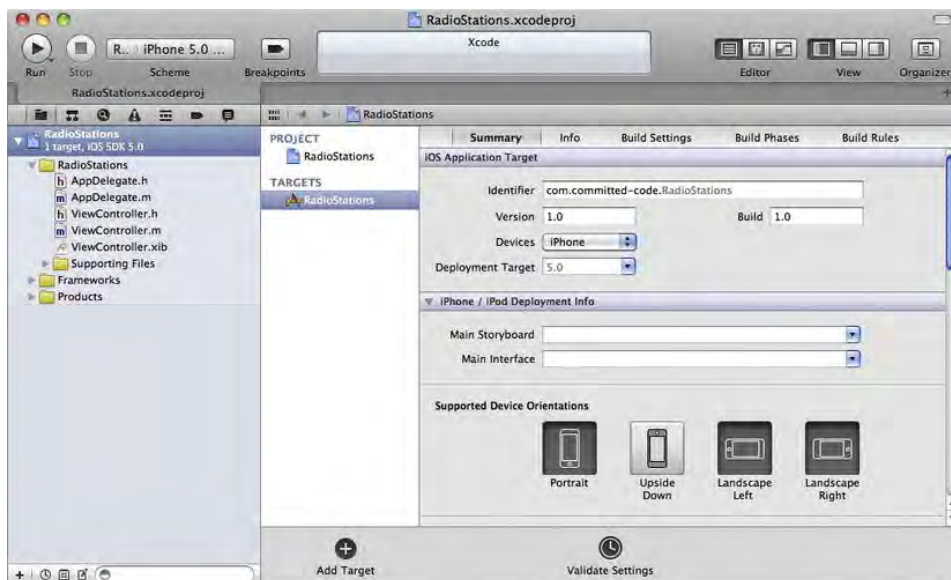 RadioStations.xcodeproj
R... iPhone 5.0 ...
Xcode
Run Stop Scheme Breakpoints Editor View Organizer
RadioStations.xcodeproj
RadioStations
RadioStations
1 target, iOS SDK 5.0
RadioStations
h AppDelegate.h
m AppDelegate.m
h ViewController.h
m ViewController.m
ViewController.xib
Supporting Files
Frameworks
Products
PROJECT
RadioStations
TARGETS
RadioStations
Summary Info Build Settings Build Phases Build Rules
iOS Application Target
Identifier com.committed-code.RadioStations
Version 1.0 Build 1.0
Devices iPhone
Deployment Target 5.0
iPhone / iPod Deployment Info
Main Storyboard
Main Interface
Supported Device Orientations
Portrait Upside Down Landscape Left Landscape Right
Add Target Validate Settings